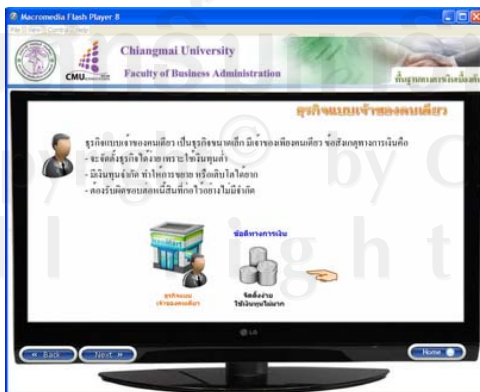 Macromedia Flash Player 8
File View Control Help
Chiangmai University
CMU
Faculty of Business Administration
ธุรกิจแบบเจ้าของคนเดียว
ธุรกิจแบบเจ้าของคนเดียว เป็นธุรกิจขนาดเล็ก มีเจ้าของเพียงคนเดียว ข้อสังเกตุทางการเงินคือ
- จะจัดตั้งธุรกิจได้ง่าย เพราะใช้เงินทุนต่ำ
- มีเงินทุนจำกัด ทำให้การขยาย หรือเติบโตได้ยาก
- ต้องรับผิดชอบต่อหนี้สินที่ก่อไว้อย่างไม่มีจำกัด
ข้อดีทางการเงิน
ธุรกิจแบบ
เจ้าของคนเดียว
จัดตั้งง่าย
ใช้เงินทุนไม่มาก
LG
« Back
Next »
Home